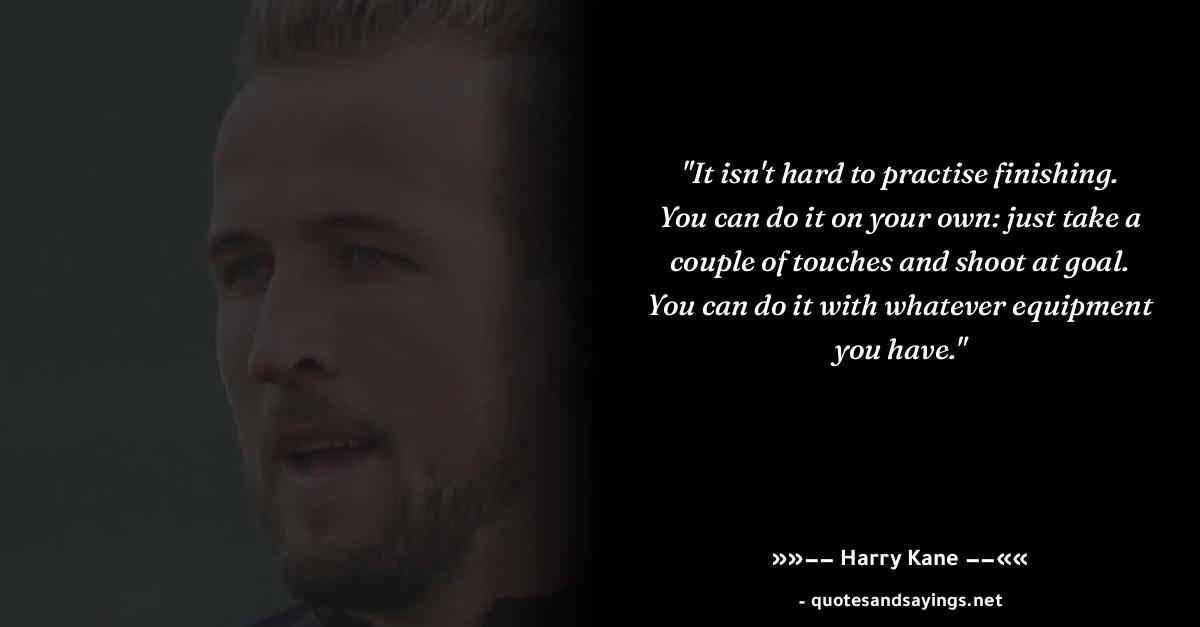 "It isn't hard to practise finishing.
You can do it on your own: just take a
couple of touches and shoot at goal.
You can do it with whatever equipment
you have."
»»−− Harry Kane −−««
- quotesandsayings.net